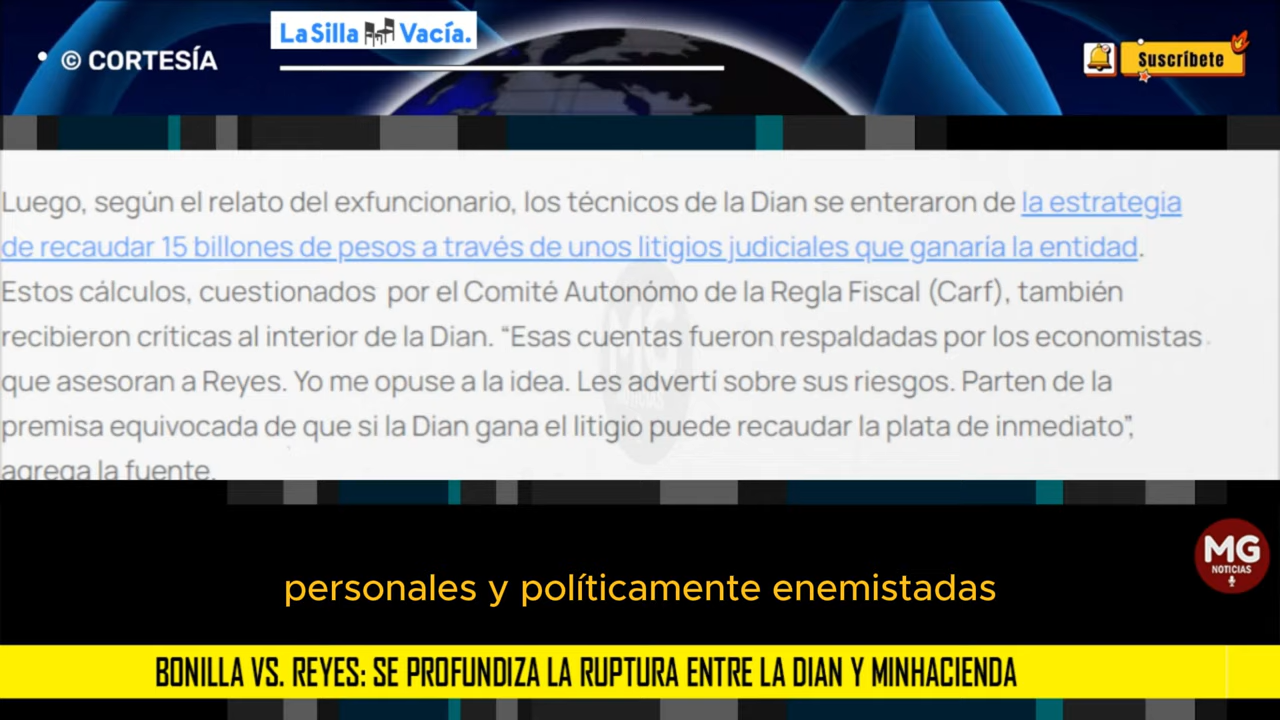 LaSilla Vacía.
© CORTESÍA
Suscríbete
Luego, según el relato del exfuncionario, los técnicos de la Dian se enteraron de la estrategia
de recaudar 15 billones de pesos a través de unos litigios judiciales que ganaría la entidad.
Estos cálculos, cuestionados por el Comité Autonómo de la Regla Fiscal (Carf), también
recibieron críticas al interior de la Dian. “Esas cuentas fueron respaldadas por los economistas
que asesoran a Reyes. Yo me opuse a la idea. Les advertí sobre sus riesgos. Parten de la
premisa equivocada de que si la Dian gana el litigio puede recaudar la plata de inmediato”,
agrega la fuente.
MG
NOTICIAS
personales y políticamente enemistadas
MG
NOTICIAS
BONILLA VS. REYES: SE PROFUNDIZA LA RUPTURA ENTRE LA DIAN Y MINHACIENDA